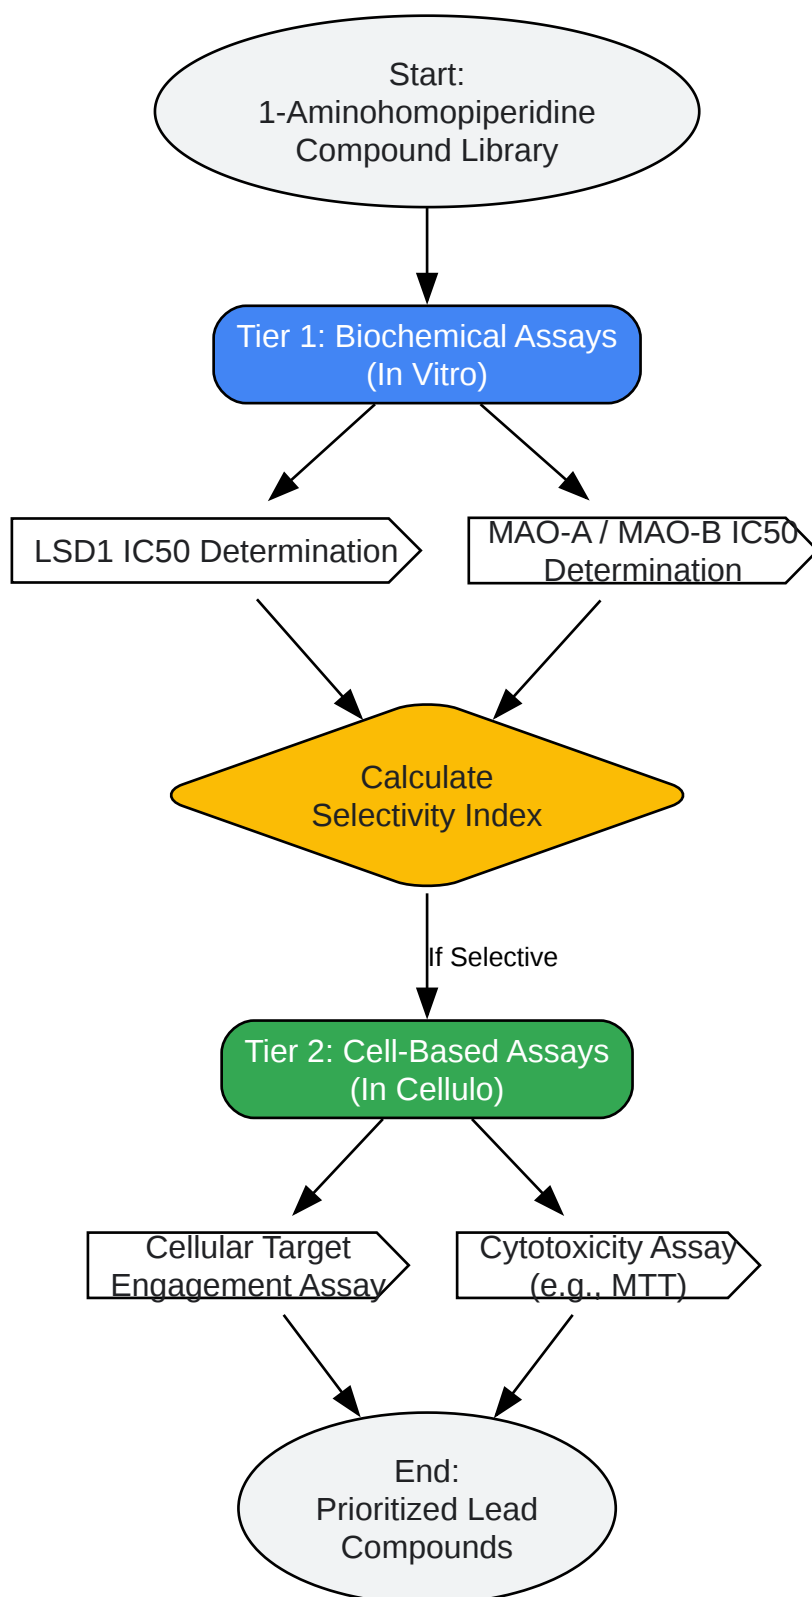 Start:
1-Aminohomopiperidine
Compound Library
Tier 1: Biochemical Assays
(In Vitro)
LSD1 IC50 Determination
MAO-A / MAO-B IC50
Determination
Calculate
Selectivity Index
If Selective
Tier 2: Cell-Based Assays
(In Cellulo)
Cellular Target
Engagement Assay
Cytotoxicity Assay
(e.g., MTT)
End:
Prioritized Lead
Compounds